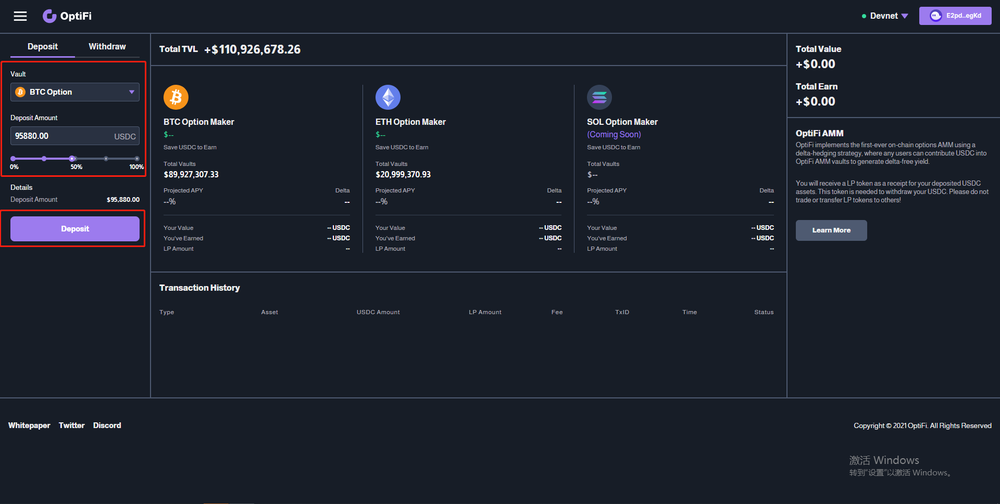 OptiFi
Devnet
E2pd..egKd
Deposit
Withdraw
Vault
BTC Option
Deposit Amount
95880.00
USDC
0%
50%
100%
Details
Deposit Amount
$95,880.00
Deposit
Total TVL +$110,926,678.26
BTC Option Maker
$--
Save USDC to Earn
Total Vaults
$89,927,307.33
Projected APY
Delta
--%
--
Your Value
-- USDC
You've Earned
-- USDC
LP Amount
--
ETH Option Maker
$--
Save USDC to Earn
Total Vaults
$20,999,370.93
Projected APY
Delta
--%
--
Your Value
-- USDC
You've Earned
-- USDC
LP Amount
--
SOL Option Maker
(Coming Soon)
Save USDC to Earn
Total Vaults
$--
Projected APY
Delta
--%
--
Your Value
-- USDC
You've Earned
-- USDC
LP Amount
--
Transaction History
Type
Asset
USDC Amount
LP Amount
Fee
TxID
Time
Status
Total Value
+$0.00
Total Earn
+$0.00
OptiFi AMM
OptiFi implements the first-ever on-chain options AMM using a
delta-hedging strategy, where any users can contribute USDC into
OptiFi AMM vaults to generate delta-free yield.
You will receive a LP token as a receipt for your deposited USDC
assets. This token is needed to withdraw your USDC. Please do not
trade or transfer LP tokens to others!
Learn More
Whitepaper
Twitter
Discord
Copyright © 2021 OptiFi. All Rights Reserved
激活 Windows
转到"设置"以激活 Windows。